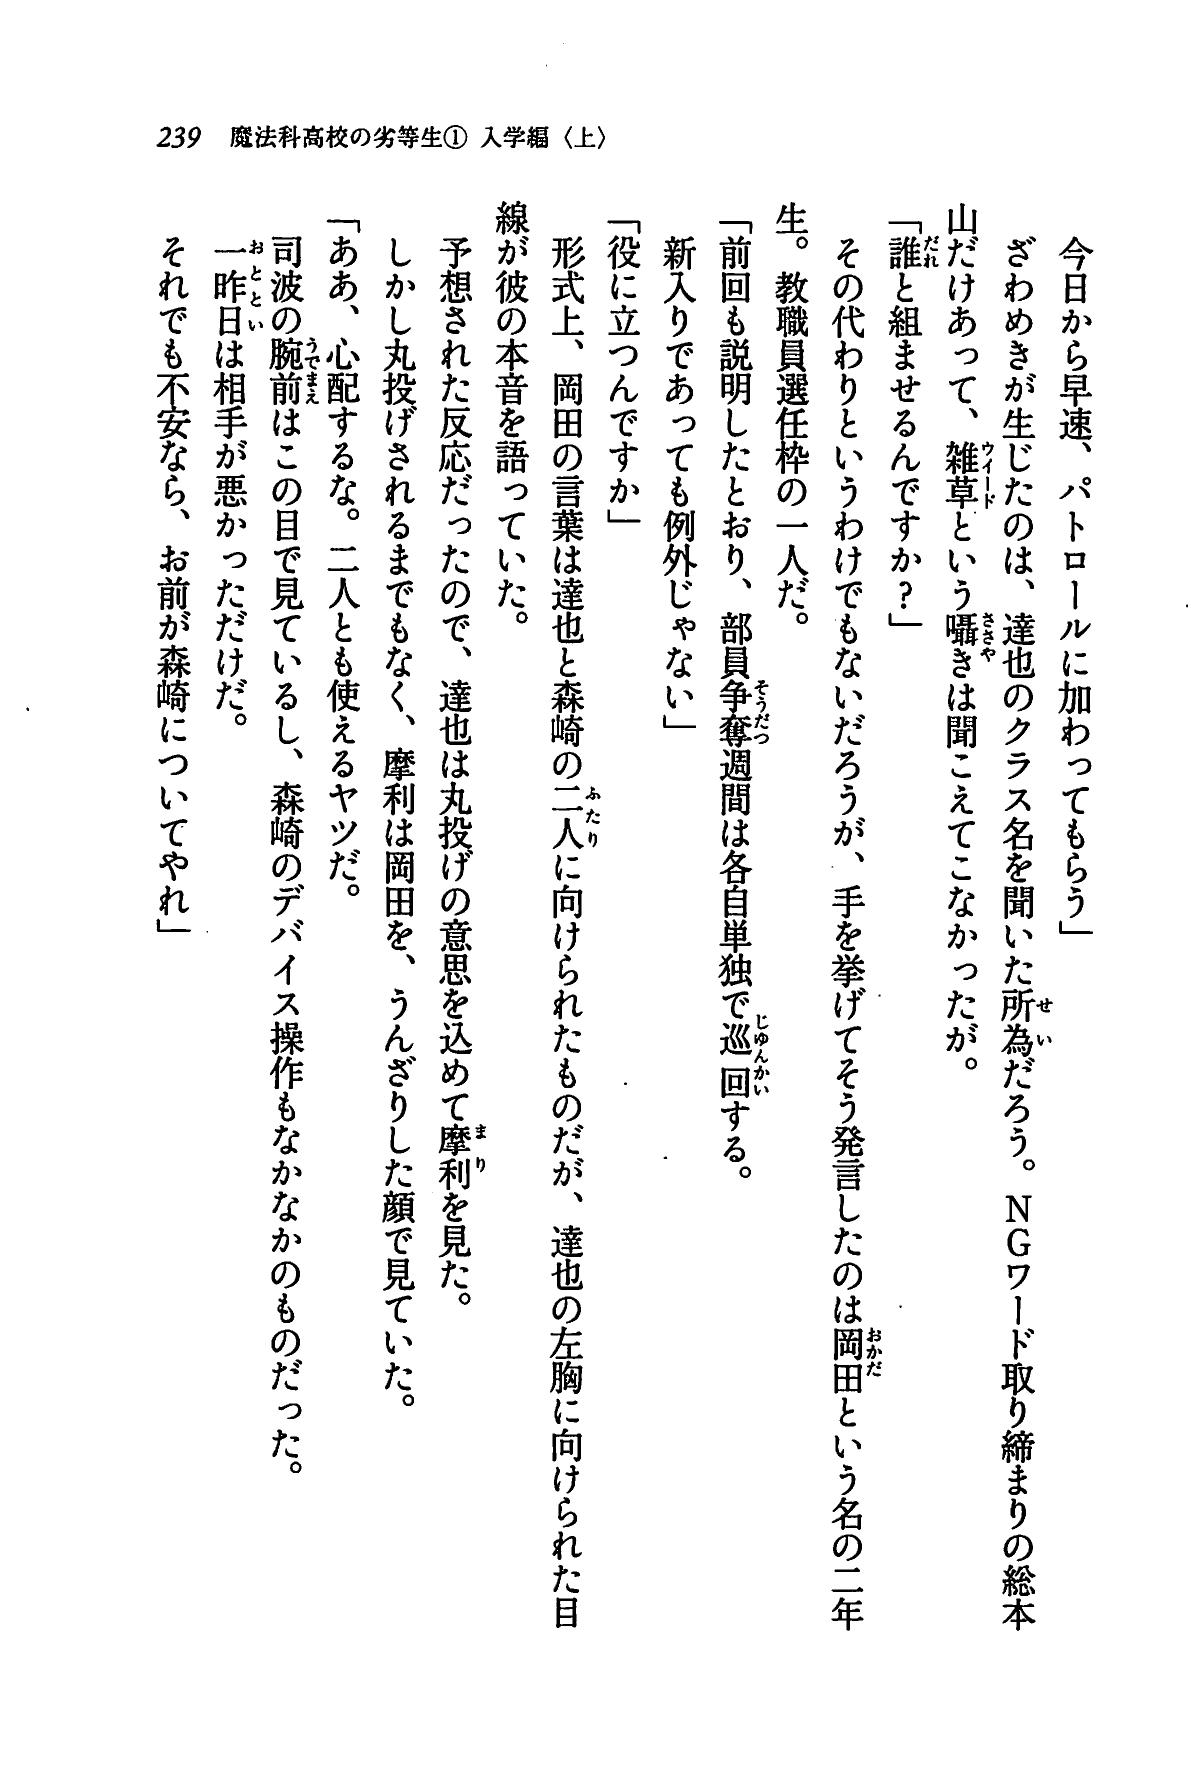 239 魔法科高校の劣等生① 入学編〈上〉
今日から早速、パトロールに加わってもらう」
ざわめきが生じたのは、達也のクラス名を聞いた所為だろう。NGワード取り締まりの総本
山だけあって、雑草という囁きは聞こえてこなかったが。
「誰と組ませるんですか?」
その代わりというわけでもないだろうが、手を挙げてそう発言したのは岡田という名の二年
生。教職員選任枠の一人だ。
「前回も説明したとおり、部員争奪週間は各自単独で巡回する。
新入りであっても例外じゃない」
「役に立つんですか」
形式上、岡田の言葉は達也と森崎の二人に向けられたものだが、達也の左胸に向けられた目
線が彼の本音を語っていた。
予想された反応だったので、達也は丸投げの意思を込めて摩利を見た。
しかし丸投げされるまでもなく、摩利は岡田を、うんざりした顔で見ていた。
「ああ、心配するな。二人とも使えるヤツだ。
司波の腕前はこの目で見ているし、森崎のデバイス操作もなかなかのものだった。
一昨日は相手が悪かっただけだ。
それでも不安なら、お前が森崎についてやれ」